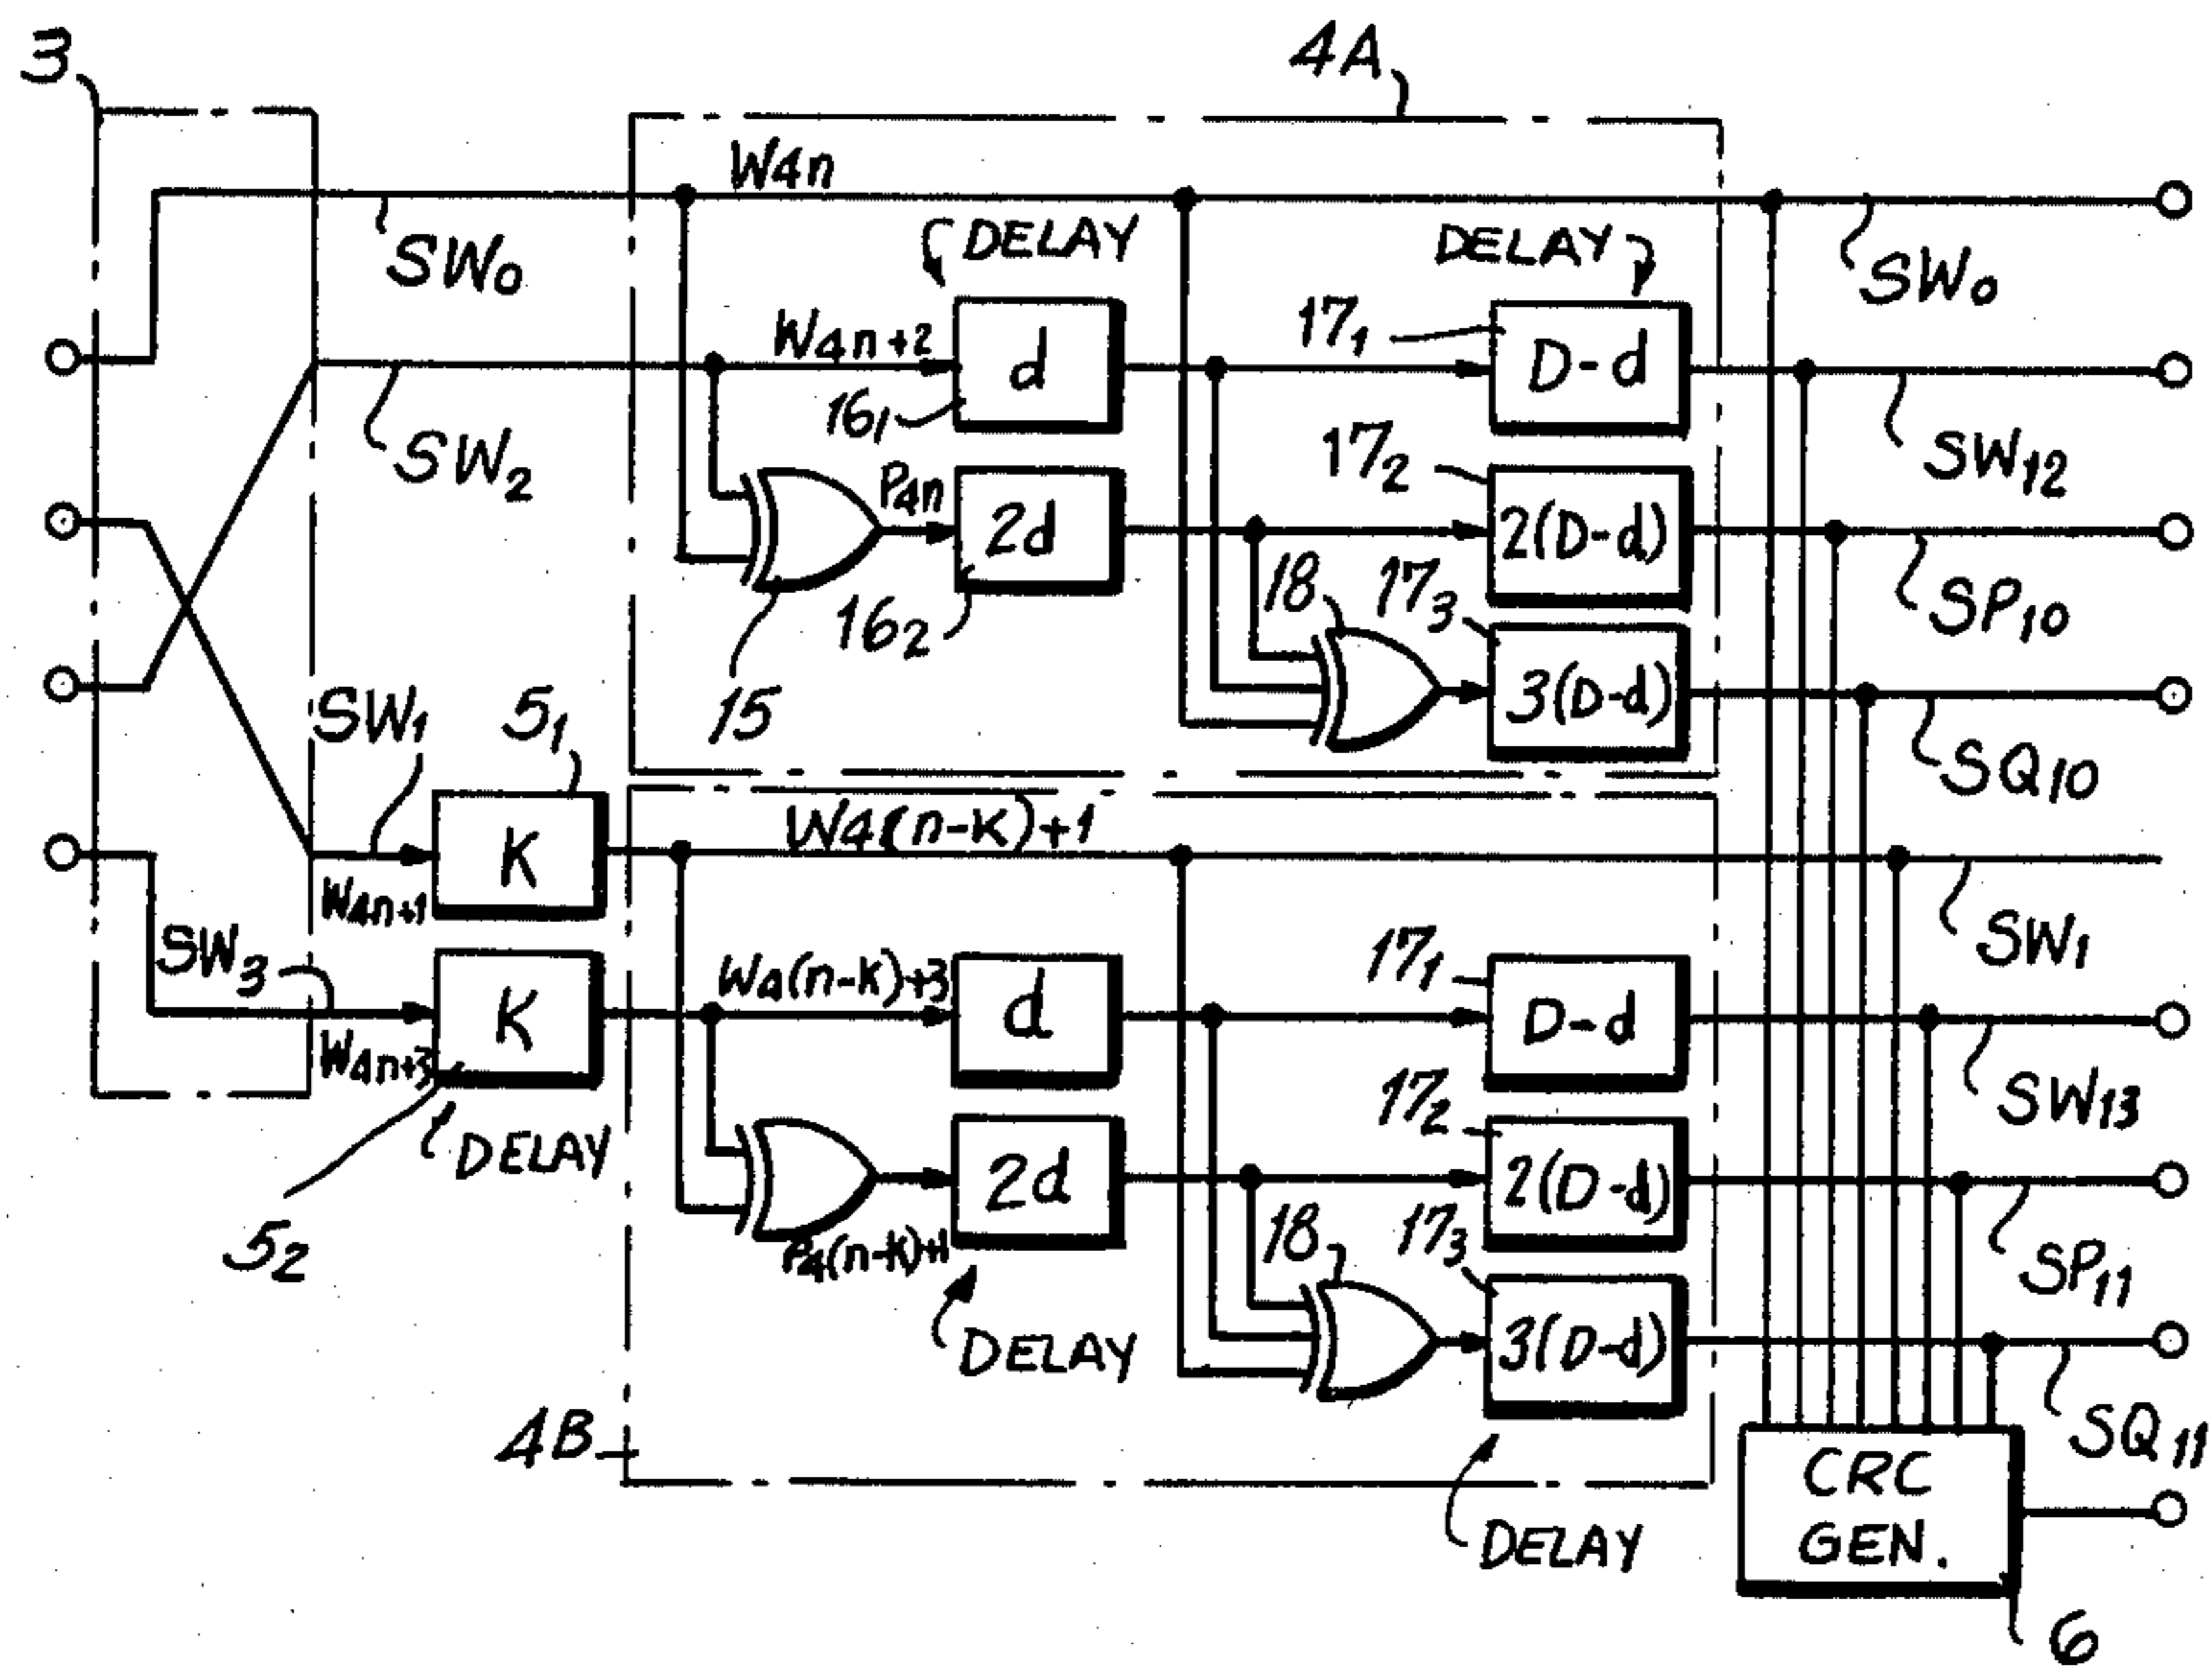 3
4A
W4n
SW0
DELAY
DELAY
SW0
W4n+2
d
171
D-d
161
SW2
P4n
2d
172
2(D-d)
SW12
162
15
18
173
3(D-d)
SP10
SQ10
SW1
51
K
W4n+1
W4(n-K)+1
SW1
SW3
W4n+3
K
W4(n-K)+3
d
171
D-d
SW13
DELAY
52
P4(n-K)+1
2d
172
2(D-d)
SP11
DELAY
18
173
3(D-d)
SQ11
4B
DELAY
CRC
GEN.
6